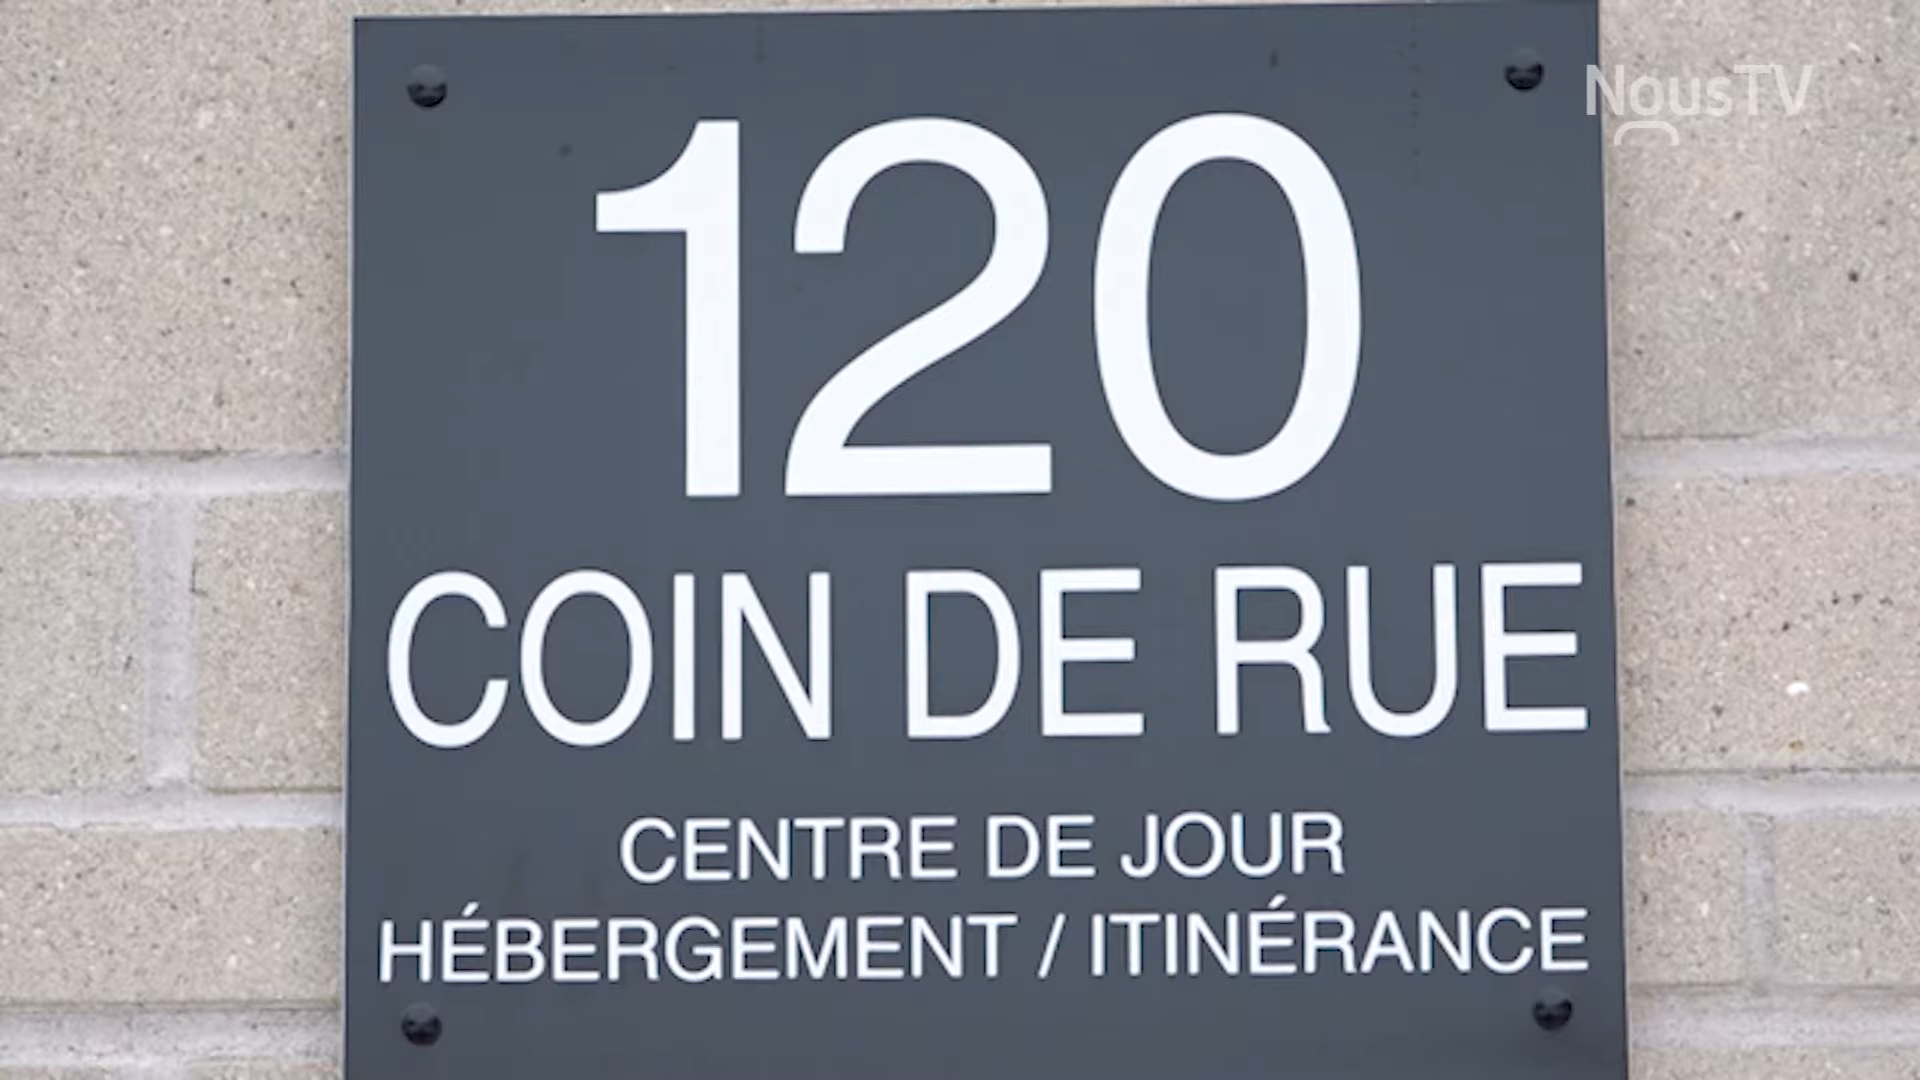 NousTV
120
COIN DE RUE
CENTRE DE JOUR
HÉBERGEMENT / ITINÉRANCE